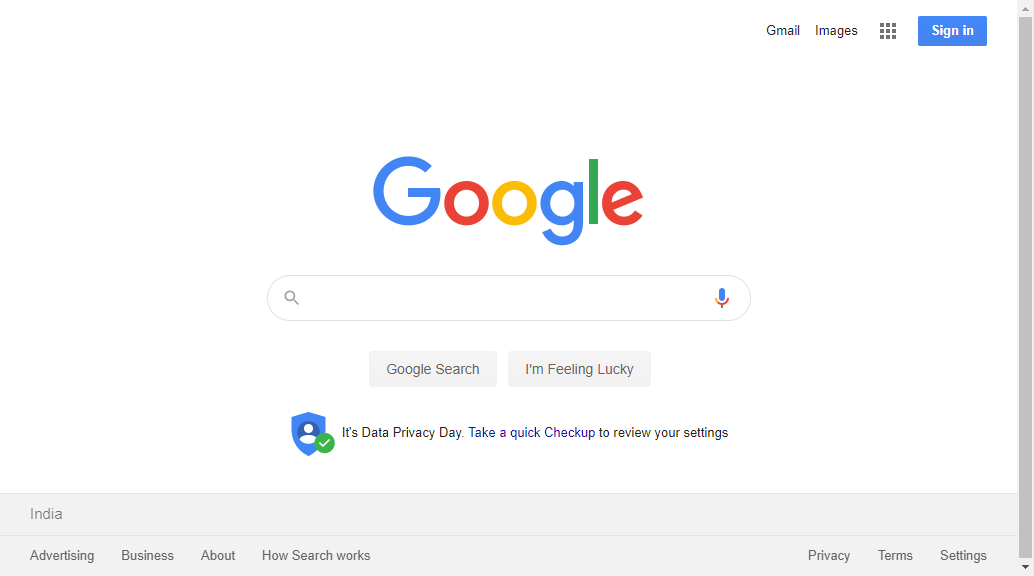 Gmail Images Sign in
Google
Google Search I'm Feeling Lucky
It's Data Privacy Day. Take a quick Checkup to review your settings
India
Advertising Business About How Search works Privacy Terms Settings